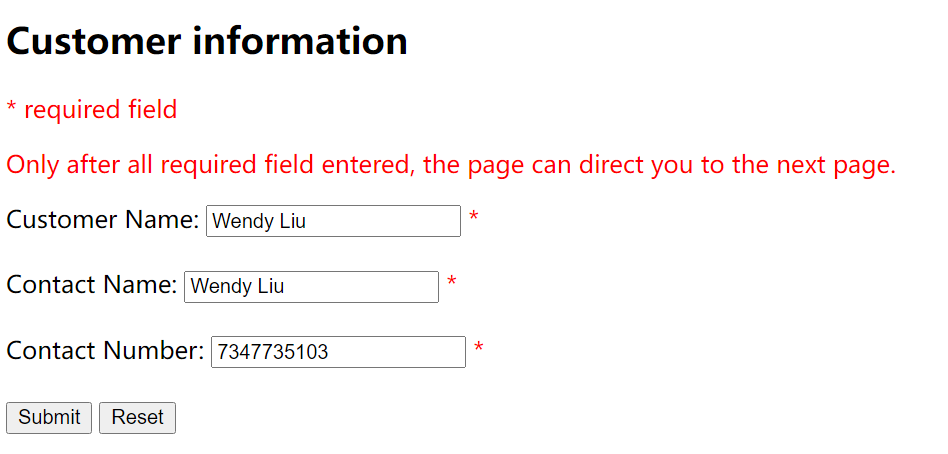 Customer information
* required field
Only after all required field entered, the page can direct you to the next page.
Customer Name: Wendy Liu *
Contact Name: Wendy Liu *
Contact Number: 7347735103 *
Submit Reset